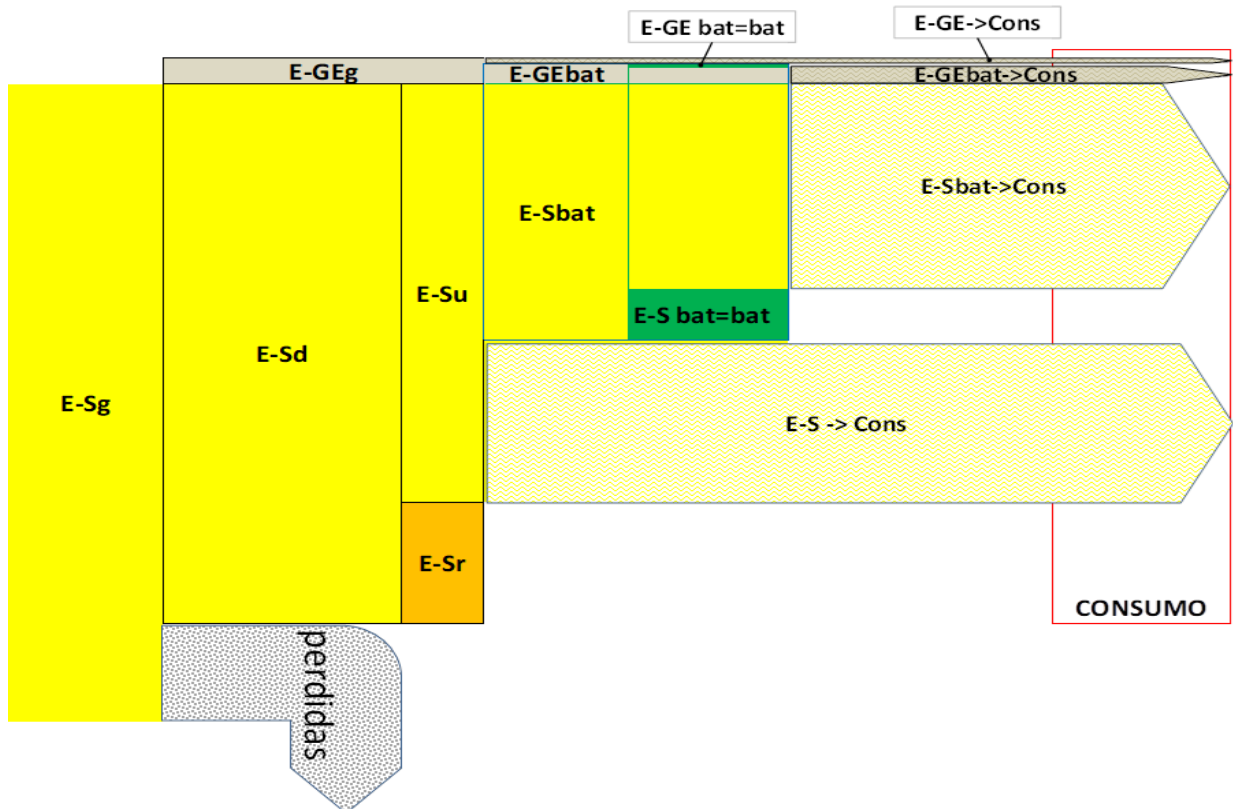 E-GE->Cons
E-GE bat=bat
E-GEg
E-GEbat
E-GEbat->Cons
E-Sbat->Cons
E-Sbat
E-Su
E-S bat=bat
E-Sd
E-Sg
E-S -> Cons
E-Sr
CONSUMO
perdidas